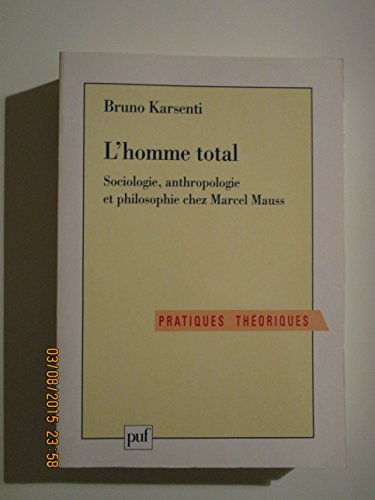 Bruno Karsenti
L'homme total
Sociologie, anthropologie
et philosophie chez Marcel Mauss
PRATIQUES THÉORIQUES
puf
03/08/2015 23:58